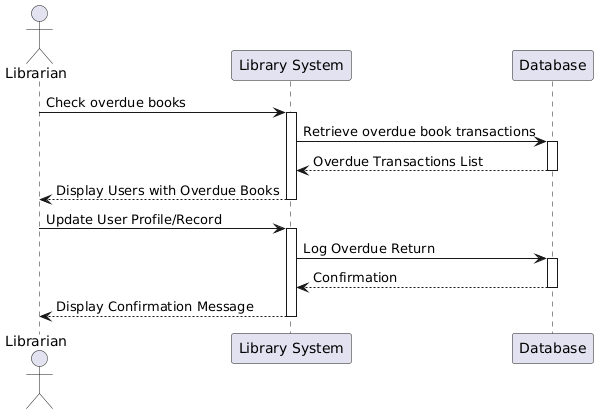 Librarian
Library System
Database
Check overdue books
Retrieve overdue book transactions
Overdue Transactions List
Display Users with Overdue Books
Update User Profile/Record
Log Overdue Return
Confirmation
Display Confirmation Message
Librarian
Library System
Database